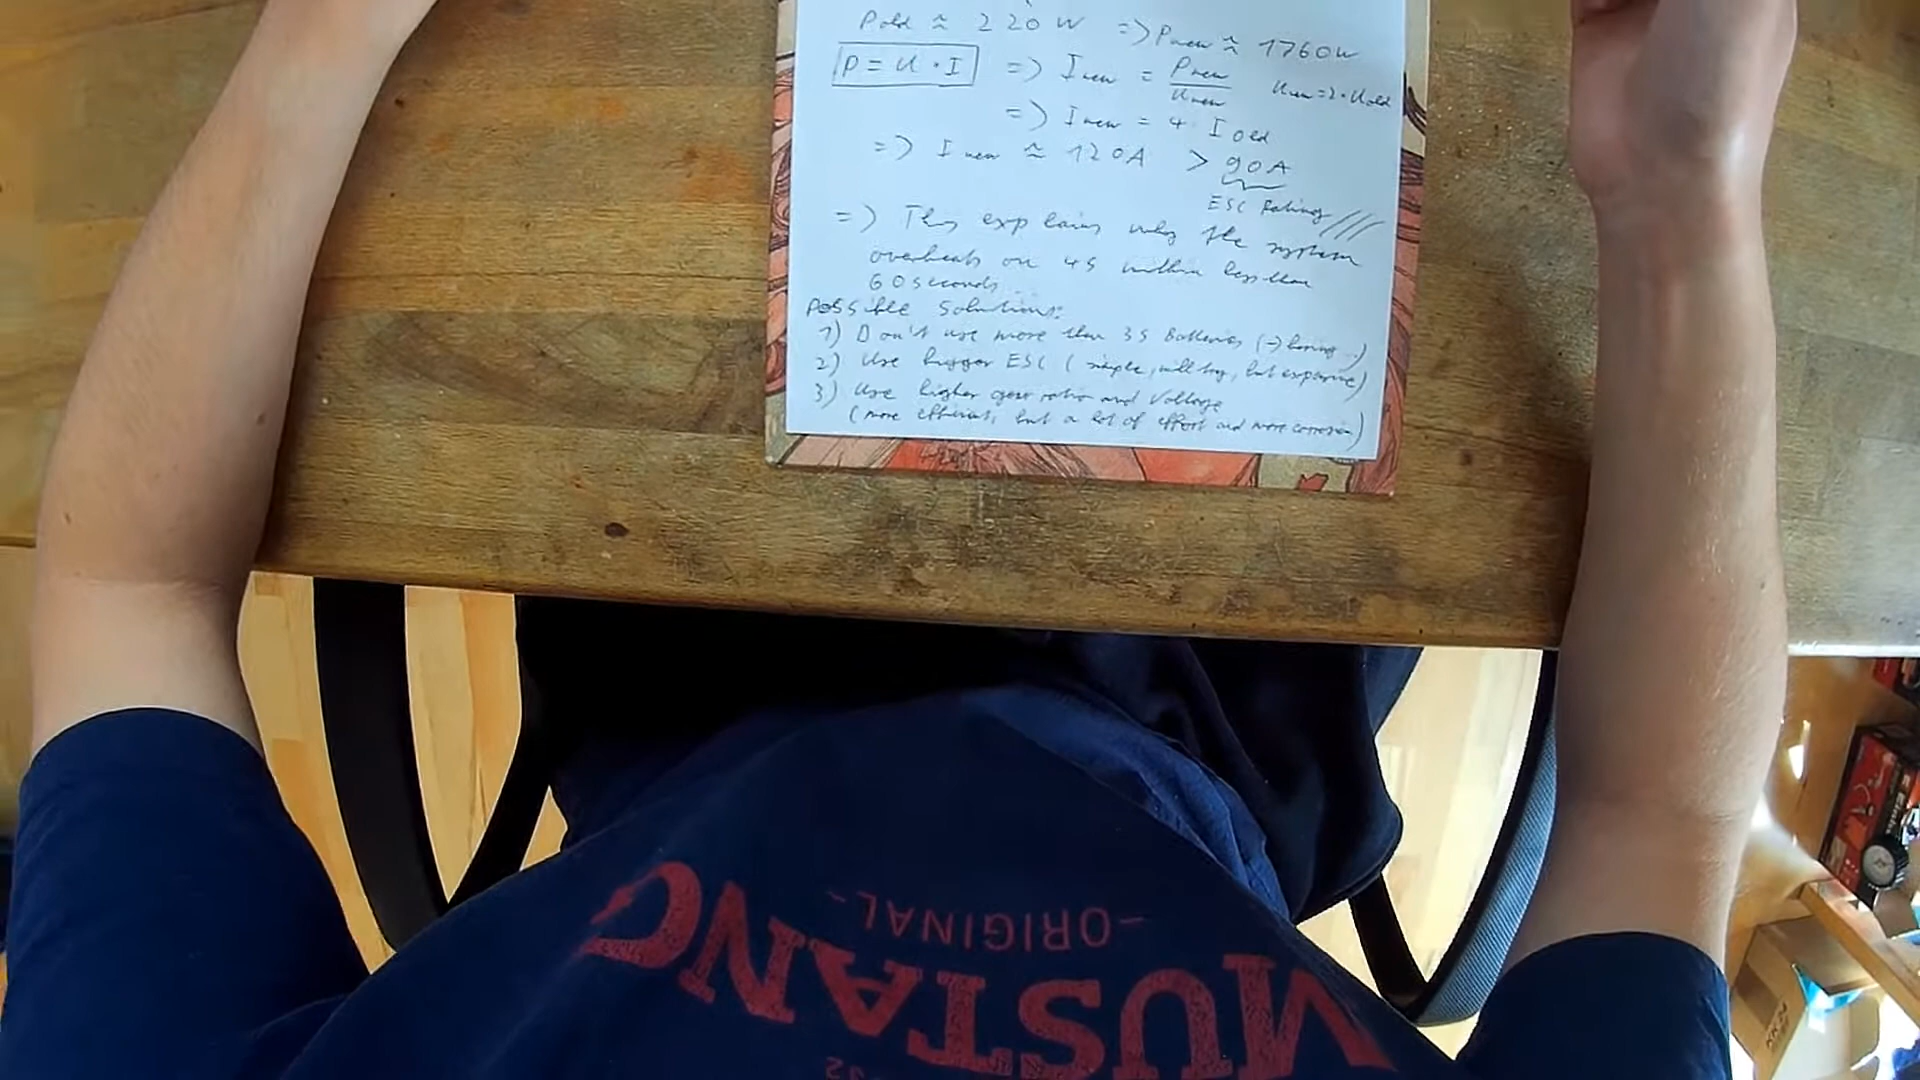 Pold ≈ 220W => Pnew ≈ 1760W
P = U · I => Inew = Pnew / Unew Unew = 2 · Uold
=> Inew = 4 · Iold
=> Inew ≈ 120A > 90A
ESC Rating
=> This explains why the system
overheats on 4S within less than
60 seconds
Possible solutions:
1) Don't use more than 3S Batteries (-> boring...)
2) Use bigger ESC (simple, will buy, but expensive)
3) Use higher gear ratio and Voltage
(more efficient, but a lot of effort and more corrosion)
-ORIGINAL-
MUSTANG
32